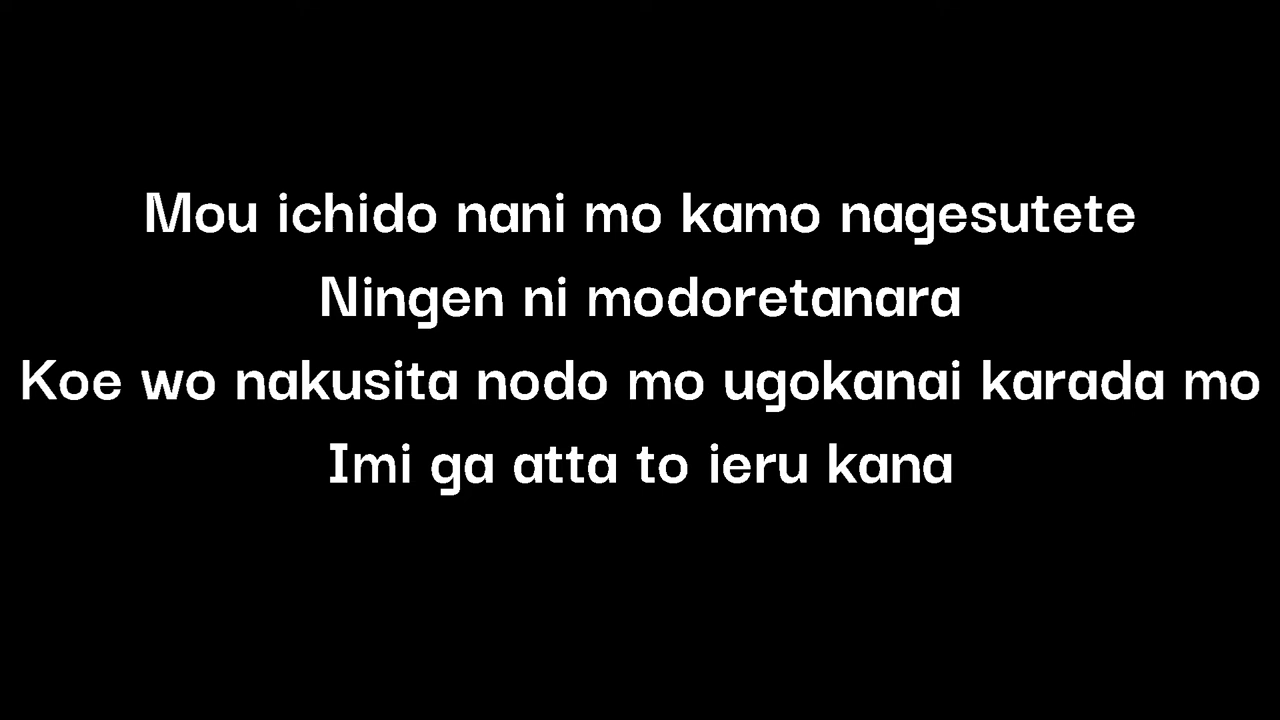 Mou ichido nani mo kamo nagesutete
Ningen ni modoretanara
Koe wo nakusita nodo mo ugokanai karada mo
Imi ga atta to ieru kana